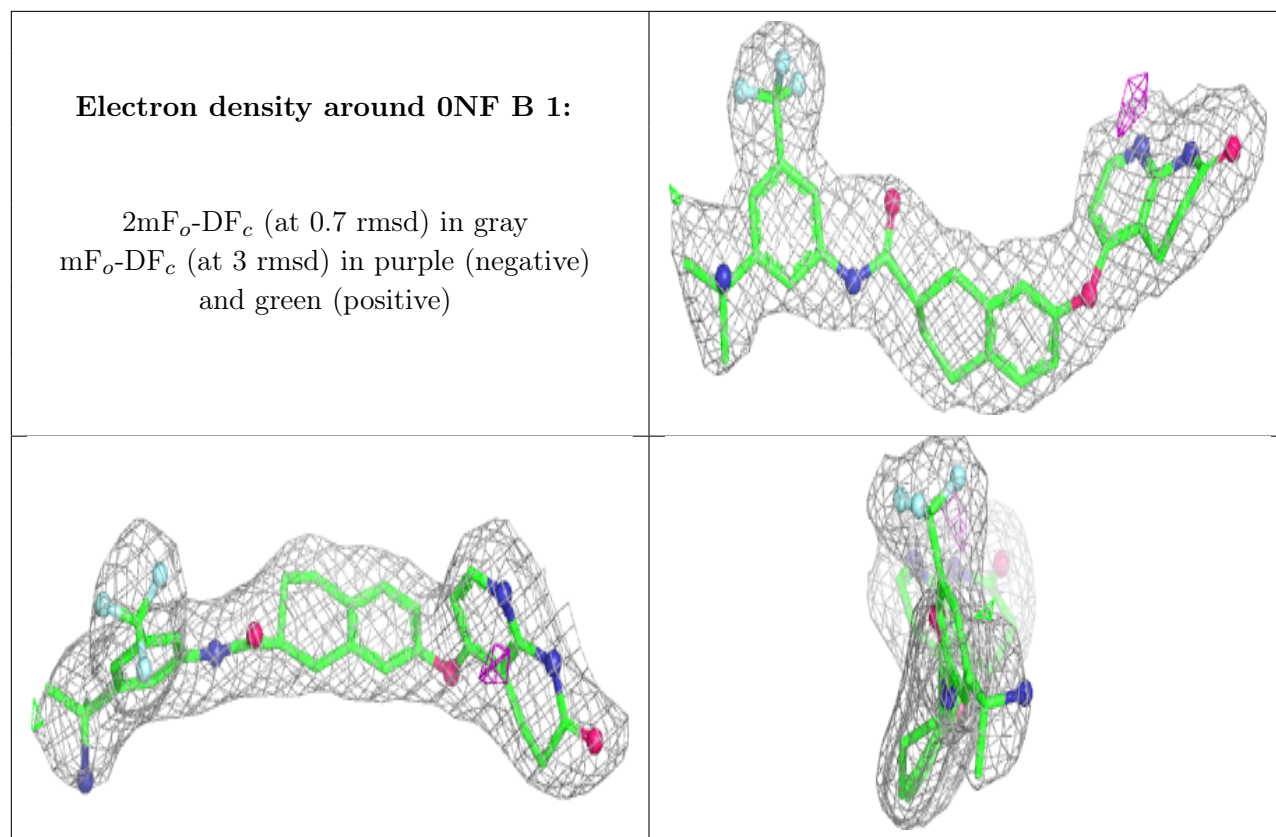 Electron density around 0NF B 1:
2mFo-DFc (at 0.7 rmsd) in gray
mFo-DFc (at 3 rmsd) in purple (negative)
and green (positive)